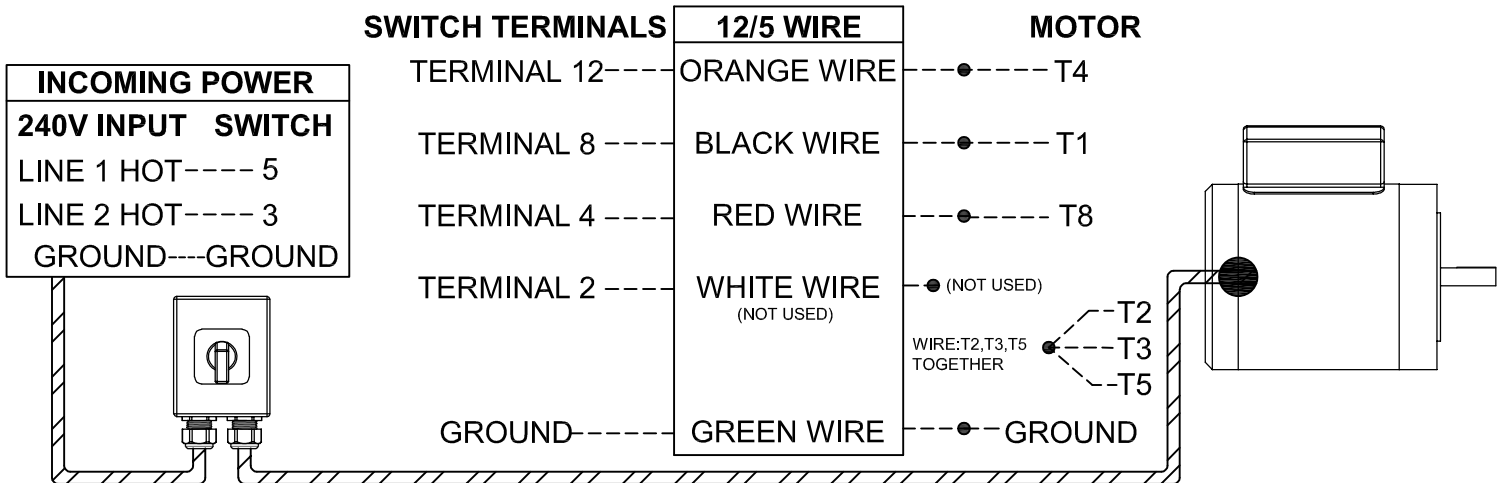 SWITCH TERMINALS 12/5 WIRE MOTOR
TERMINAL 12 ORANGE WIRE T4
TERMINAL 8 BLACK WIRE T1
TERMINAL 4 RED WIRE T8
TERMINAL 2 WHITE WIRE (NOT USED)
(NOT USED)
WIRE:T2,T3,T5
TOGETHER
T2
T3
T5
GROUND GREEN WIRE GROUND
INCOMING POWER
240V INPUT SWITCH
LINE 1 HOT 5
LINE 2 HOT 3
GROUND GROUND